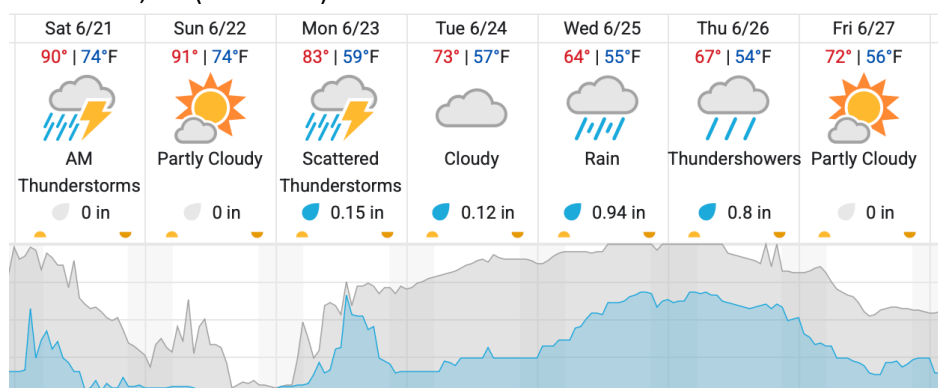 Sat 6/21
Sun 6/22
Mon 6/23
Tue 6/24
Wed 6/25
Thu 6/26
Fri 6/27
90° | 74°F
91° | 74°F
83° | 59°F
73° | 57°F
64° | 55°F
67° | 54°F
72° | 56°F
AM
Thunderstorms
Partly Cloudy
Scattered
Thunderstorms
Cloudy
Rain
Thundershowers
Partly Cloudy
0 in
0 in
0.15 in
0.12 in
0.94 in
0.8 in
0 in